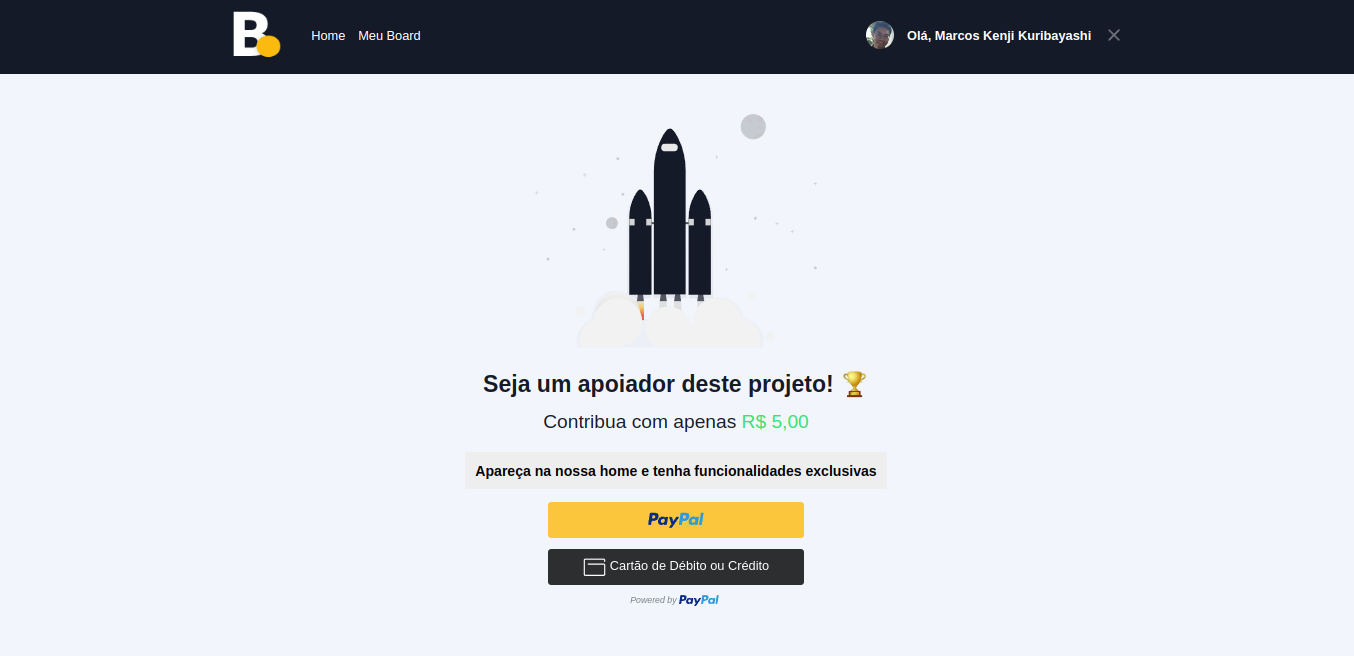 B
Home Meu Board Olá, Marcos Kenji Kuribayashi
Seja um apoiador deste projeto! 🏆
Contribua com apenas R$ 5,00
Apareça na nossa home e tenha funcionalidades exclusivas
PayPal
Cartão de Débito ou Crédito
Powered by PayPal